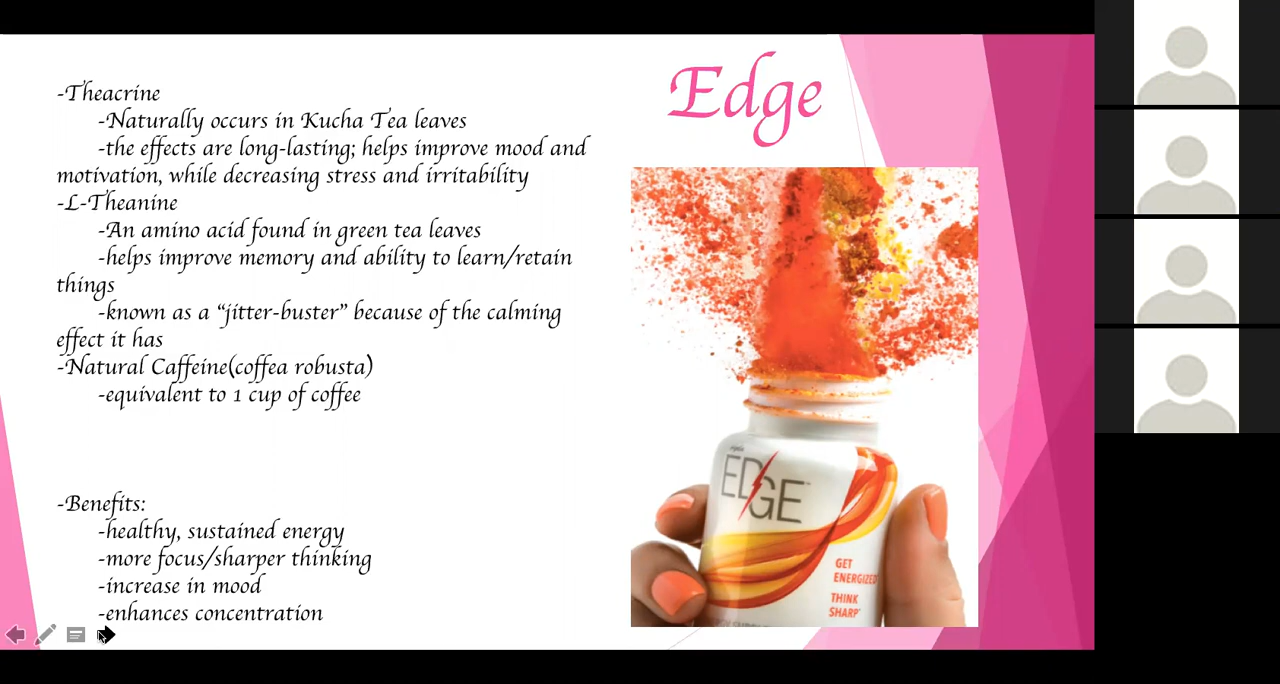 Edge
-Theacrine
-Naturally occurs in Kucha Tea leaves
-the effects are long-lasting; helps improve mood and
motivation, while decreasing stress and irritability
-L-Theanine
-An amino acid found in green tea leaves
-helps improve memory and ability to learn/retain
things
-known as a “jitter-buster” because of the calming
effect it has
-Natural Caffeine(coffea robusta)
-equivalent to 1 cup of coffee
-Benefits:
-healthy, sustained energy
-more focus/sharper thinking
-increase in mood
-enhances concentration
EDGE™
GET
ENERGIZED
THINK
SHARP